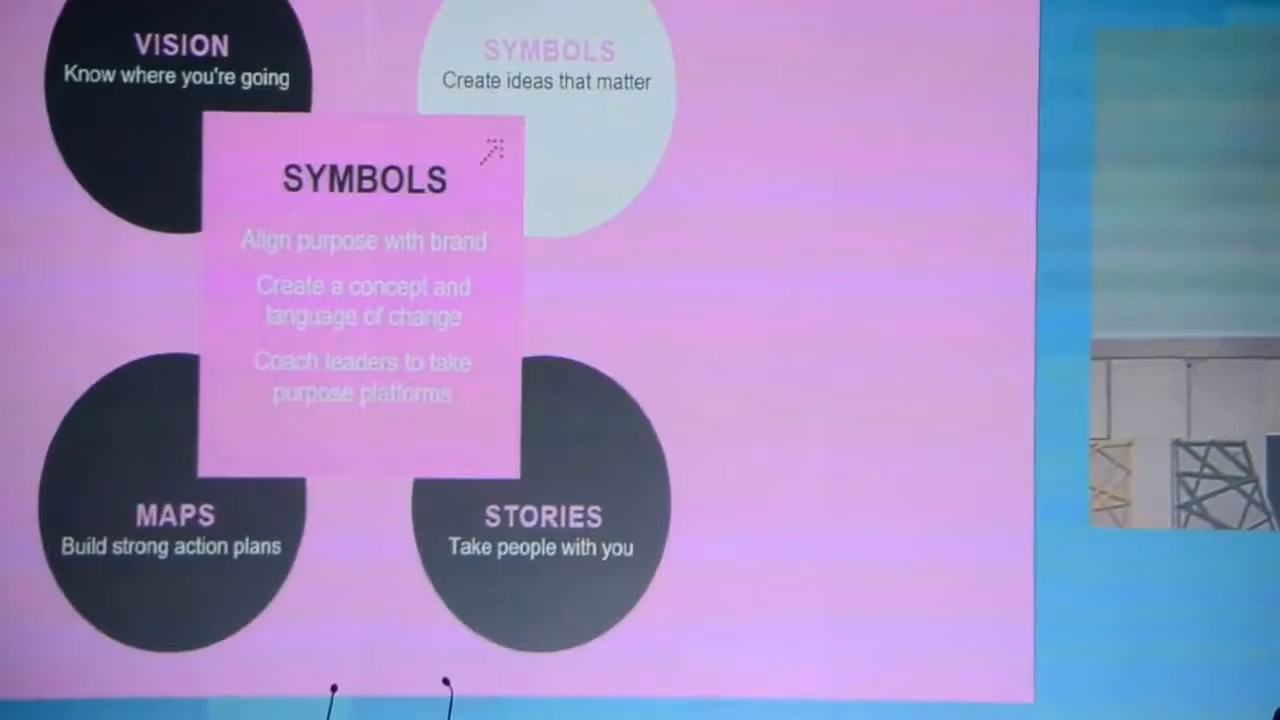 VISION
Know where you're going
SYMBOLS
Create ideas that matter
SYMBOLS
Align purpose with brand
Create a concept and
language of change
Coach leaders to take
purpose platforms
MAPS
Build strong action plans
STORIES
Take people with you